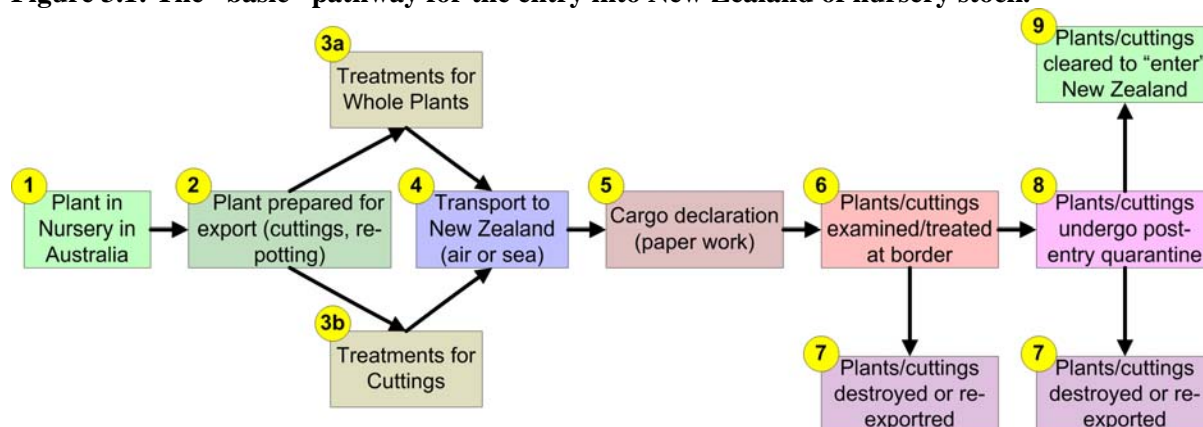 Figure 3.1: The "basic" pathway for the entry into New Zealand of nursery stock.
3a
Treatments for
Whole Plants
9
Plants/cuttings
cleared to "enter"
New Zealand
1
Plant in
Nursery in
Australia
2
Plant prepared for
export (cuttings, re-
potting)
4
Transport to
New Zealand
(air or sea)
5
Cargo declaration
(paper work)
6
Plants/cuttings
examined/treated
at border
8
Plants/cuttings
undergo post-
entry quarantine
3b
Treatments for
Cuttings
7
Plants/cuttings
destroyed or re-
exportred
7
Plants/cuttings
destroyed or re-
exported